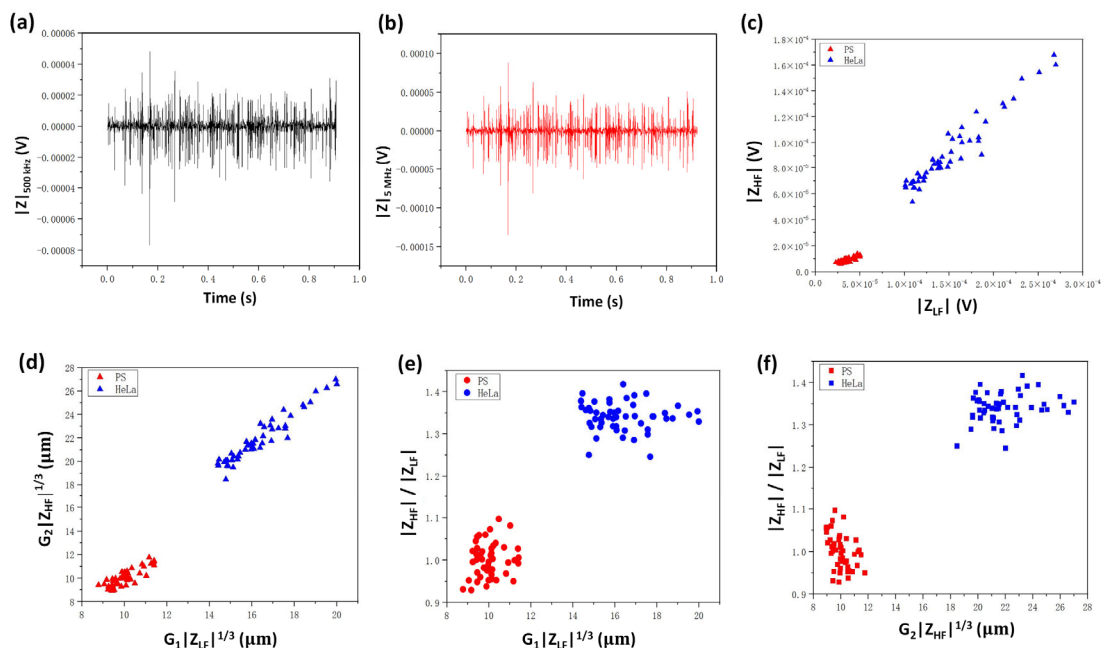 (a)
|Z|500 kHz (V)
0.00006
0.00004
0.00002
0.00000
−0.00002
−0.00004
−0.00006
−0.00008
0.0 0.2 0.4 0.6 0.8 1.0
Time (s)
(b)
|Z|5 MHz (V)
0.00010
0.00005
0.00000
−0.00005
−0.00010
−0.00015
0.0 0.2 0.4 0.6 0.8 1.0
Time (s)
(c)
PS
HeLa
|ZHF| (V)
1.8×10⁻⁴
1.6×10⁻⁴
1.4×10⁻⁴
1.2×10⁻⁴
1.0×10⁻⁴
8.0×10⁻⁵
6.0×10⁻⁵
4.0×10⁻⁵
2.0×10⁻⁵
0.0
0.0 5.0×10⁻⁵ 1.0×10⁻⁴ 1.5×10⁻⁴ 2.0×10⁻⁴ 2.5×10⁻⁴ 3.0×10⁻⁴
|ZLF| (V)
(d)
PS
HeLa
G₂|ZHF|^1/3 (μm)
28
26
24
22
20
18
16
14
12
10
8
8 10 12 14 16 18 20
G₁|ZLF|^1/3 (μm)
(e)
PS
HeLa
|ZHF| / |ZLF|
1.4
1.3
1.2
1.1
1.0
0.9
8 10 12 14 16 18 20
G₁|ZLF|^1/3 (μm)
(f)
PS
HeLa
|ZHF| / |ZLF|
1.4
1.3
1.2
1.1
1.0
0.9
8 10 12 14 16 18 20 22 24 26 28
G₂|ZHF|^1/3 (μm)